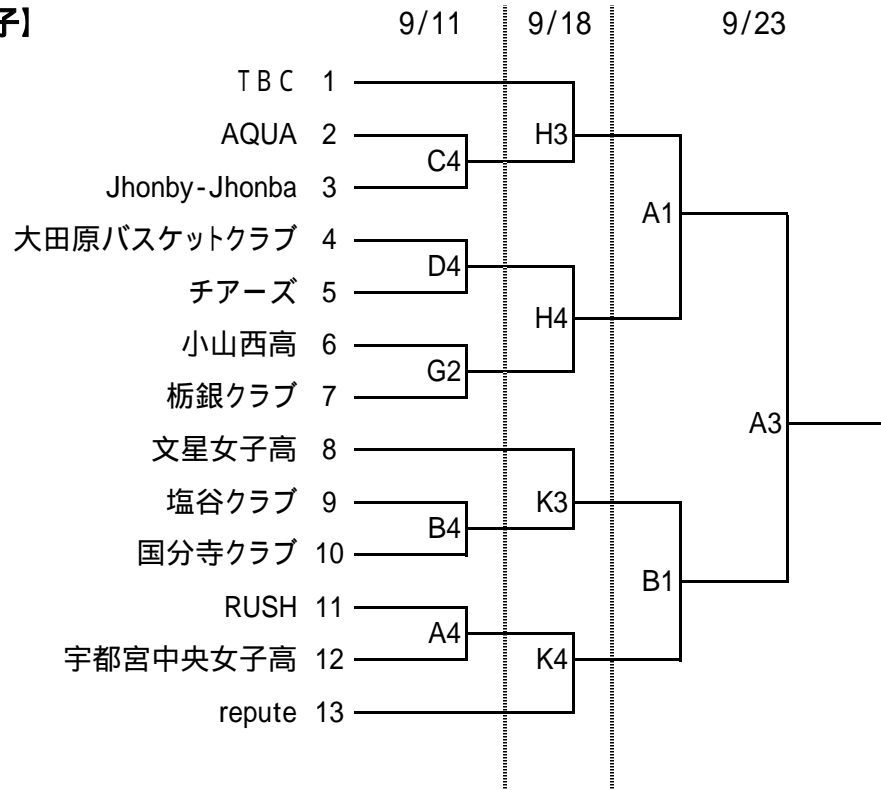 子】 9/11 9/18 9/23
TBC 1
AQUA 2 H3
C4
Jhonby-Jhonba 3
A1
大田原バスケットクラブ 4
D4
チアーズ 5
H4
小山西高 6
G2
栃銀クラブ 7
A3
文星女子高 8
塩谷クラブ 9 K3
B4
国分寺クラブ 10
B1
RUSH 11
A4
宇都宮中央女子高 12 K4
repute 13